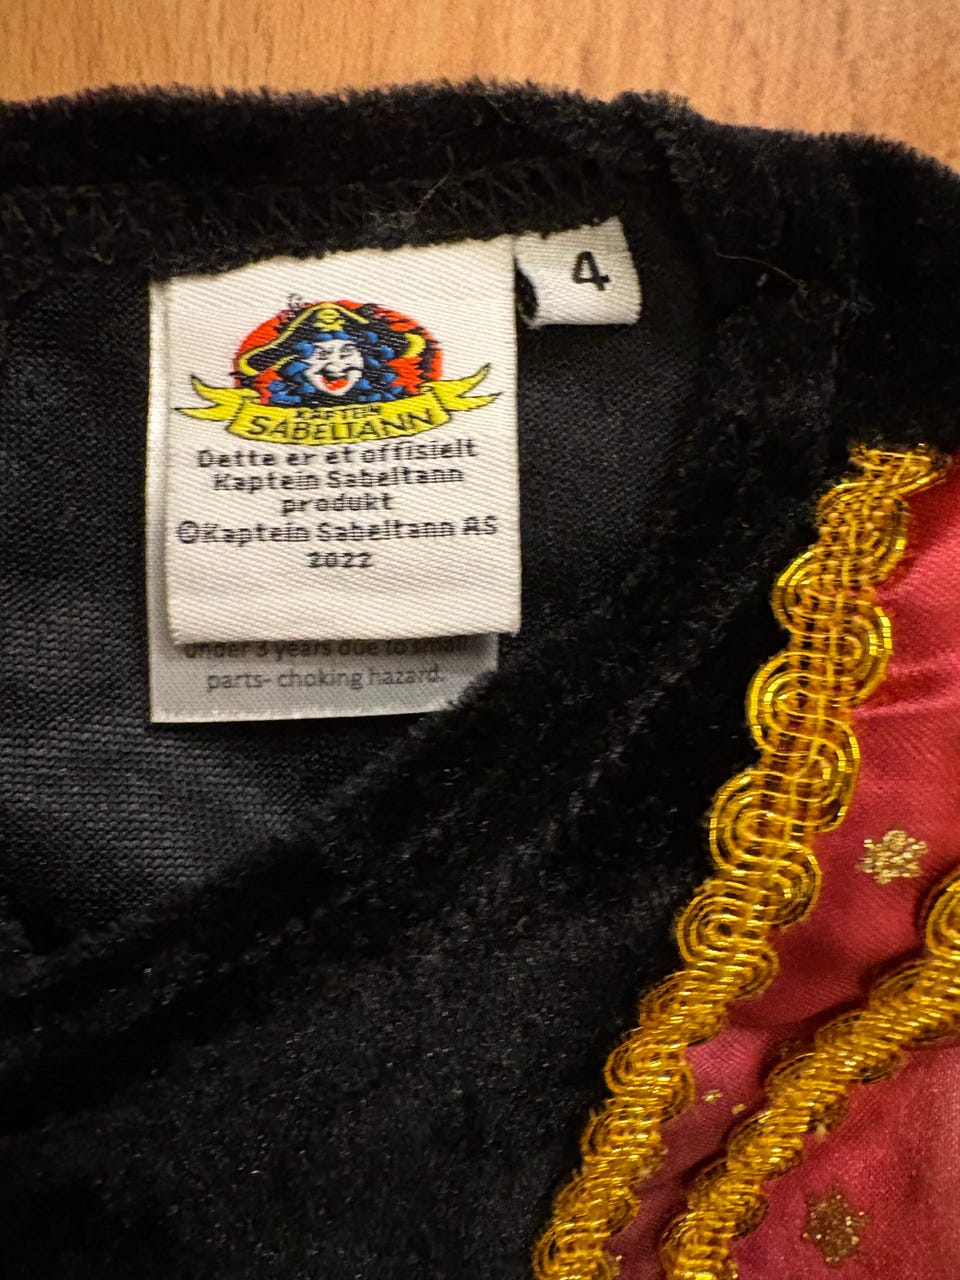 4
KAPTEIN
SABELTANN
Dette er et offisielt
Kaptein Sabeltann
produkt
©Kaptein Sabeltann AS
2022
under 3 years due to small
parts- choking hazard.